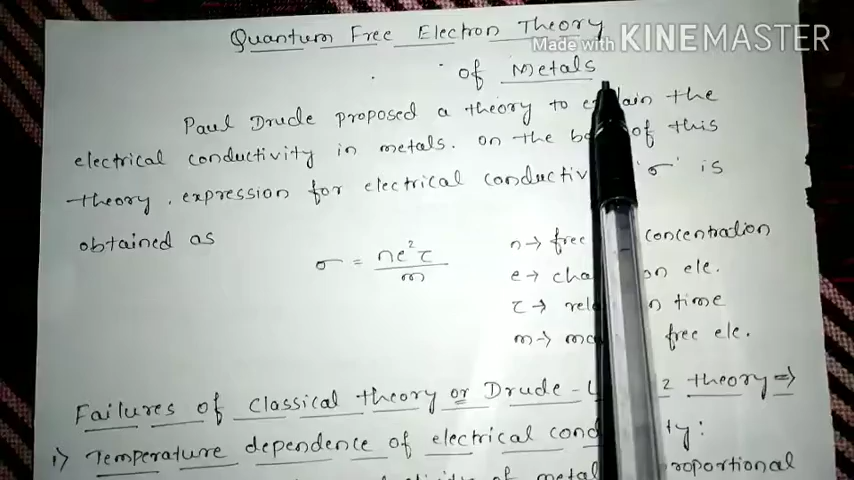 Quantum Free Electron Theory
Made with KINEMASTER
of Metals
Paul Drude proposed a theory to the
electrical conductivity in metals. on the of this
theory, expression for electrical 'σ' is
obtained as
σ = ne²τ / m
n→ free concentration
e→ on ele.
τ→ time
m→ free ele.
Failures of classical theory or Drude - theory ⇒
i) Temperature dependence of electrical
of